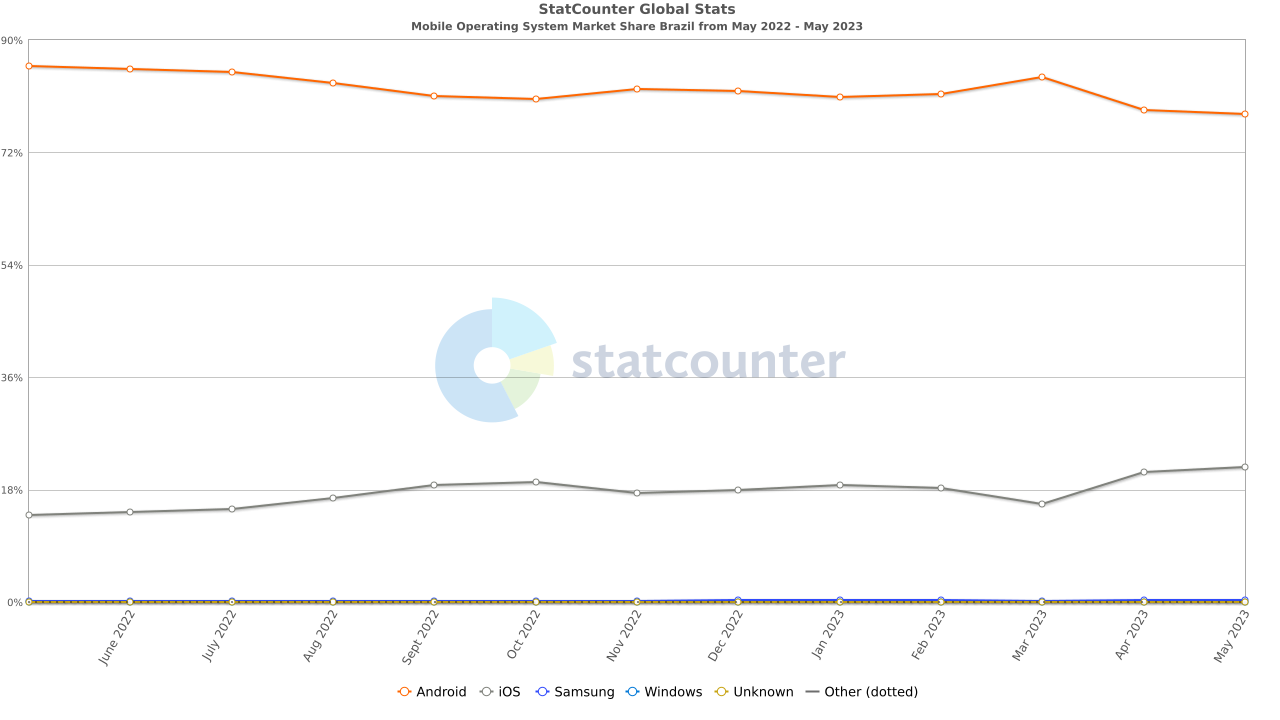 StatCounter Global Stats
Mobile Operating System Market Share Brazil from May 2022 - May 2023
90%
72%
54%
statcounter
36%
18%
0%
June 2022
July 2022
Aug 2022
Sept 2022
Oct 2022
Nov 2022
Dec 2022
Jan 2023
Feb 2023
Mar 2023
Apr 2023
May 2023
Android iOS Samsung Windows Unknown Other (dotted)